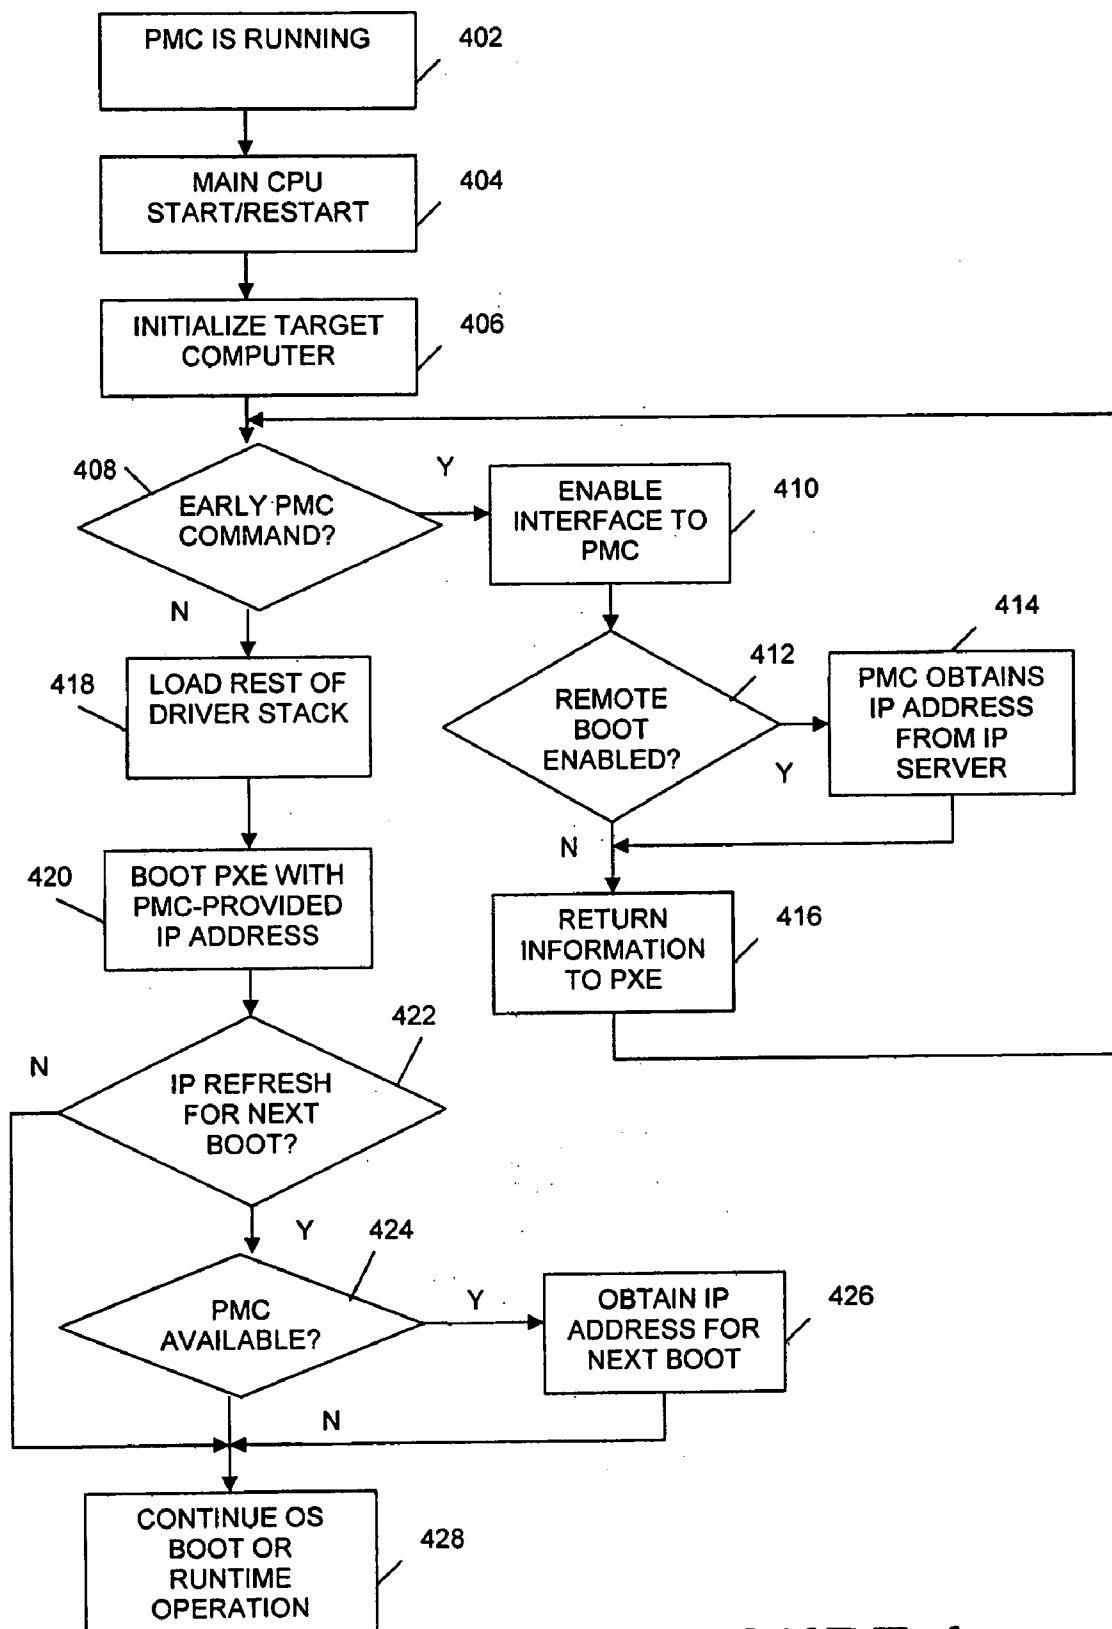 PMC IS RUNNING
402
MAIN CPU
START/RESTART
404
INITIALIZE TARGET
COMPUTER
406
408
EARLY PMC
COMMAND?
Y
N
ENABLE
INTERFACE TO
PMC
410
REMOTE
BOOT
ENABLED?
412
Y
N
414
PMC OBTAINS
IP ADDRESS
FROM IP
SERVER
RETURN
INFORMATION
TO PXE
416
418
LOAD REST OF
DRIVER STACK
420
BOOT PXE WITH
PMC-PROVIDED
IP ADDRESS
422
N
IP REFRESH
FOR NEXT
BOOT?
Y
424
PMC
AVAILABLE?
Y
N
OBTAIN IP
ADDRESS FOR
NEXT BOOT
426
CONTINUE OS
BOOT OR
RUNTIME
OPERATION
428